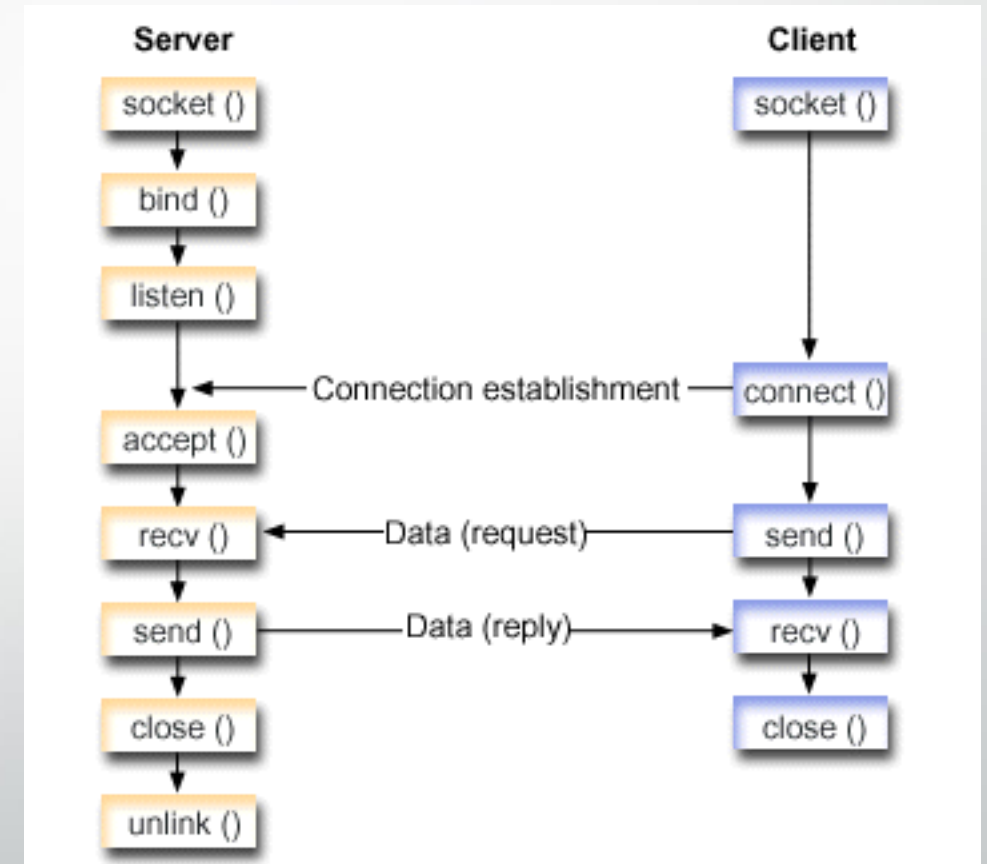 Server
Client
socket ()
socket ()
bind ()
listen ()
Connection establishment
connect ()
accept ()
recv ()
Data (request)
send ()
send ()
Data (reply)
recv ()
close ()
close ()
unlink ()